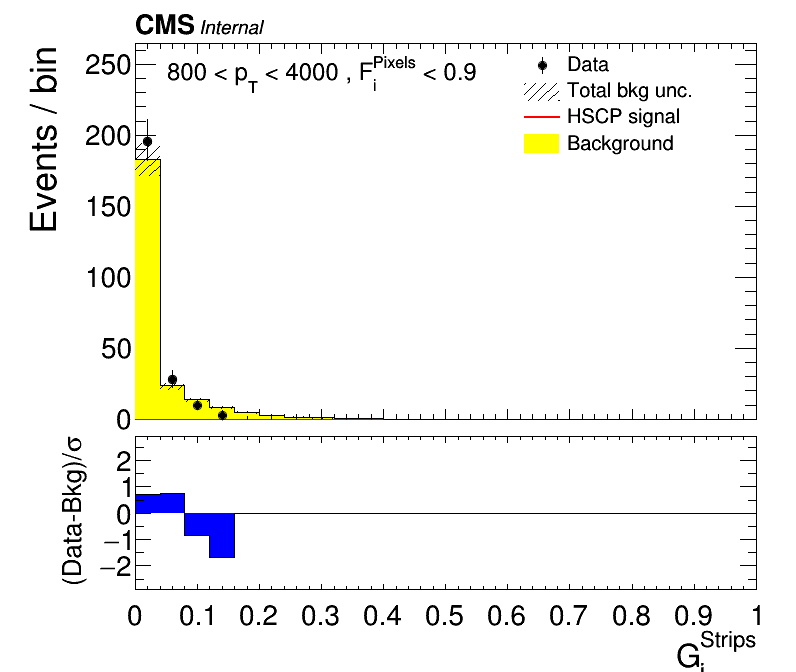 CMS Internal
Events / bin
250
200
150
100
50
0
800 < p_T < 4000 , F_i^Pixels < 0.9
Data
Total bkg unc.
HSCP signal
Background
(Data-Bkg)/σ
2
1
0
−1
−2
0 0.1 0.2 0.3 0.4 0.5 0.6 0.7 0.8 0.9 1
G_i^Strips